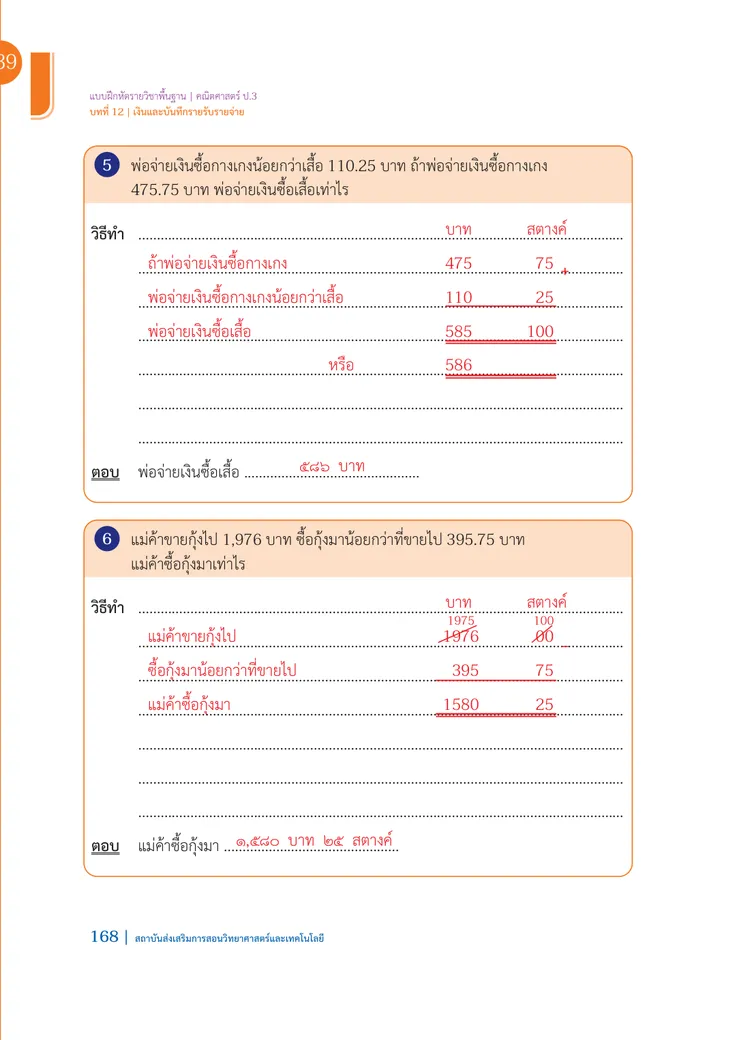 39
แบบฝึกหัดรายวิชาพื้นฐาน | คณิตศาสตร์ ป.3
บทที่ 12 | เงินและบันทึกรายรับรายจ่าย
5 พ่อจ่ายเงินซื้อกางเกงน้อยกว่าเสื้อ 110.25 บาท ถ้าพ่อจ่ายเงินซื้อกางเกง
475.75 บาท พ่อจ่ายเงินซื้อเสื้อเท่าไร
วิธีทำ บาท สตางค์
ถ้าพ่อจ่ายเงินซื้อกางเกง 475 75 +
พ่อจ่ายเงินซื้อกางเกงน้อยกว่าเสื้อ 110 25
พ่อจ่ายเงินซื้อเสื้อ 585 100
หรือ 586
ตอบ พ่อจ่ายเงินซื้อเสื้อ ๕๘๖ บาท
6 แม่ค้าขายกุ้งไป 1,976 บาท ซื้อกุ้งมาน้อยกว่าที่ขายไป 395.75 บาท
แม่ค้าซื้อกุ้งมาเท่าไร
วิธีทำ บาท สตางค์
1975 100
แม่ค้าขายกุ้งไป 1976 00 -
ซื้อกุ้งมาน้อยกว่าที่ขายไป 395 75
แม่ค้าซื้อกุ้งมา 1580 25
ตอบ แม่ค้าซื้อกุ้งมา ๑,๕๘๐ บาท ๒๕ สตางค์
168 | สถาบันส่งเสริมการสอนวิทยาศาสตร์และเทคโนโลยี